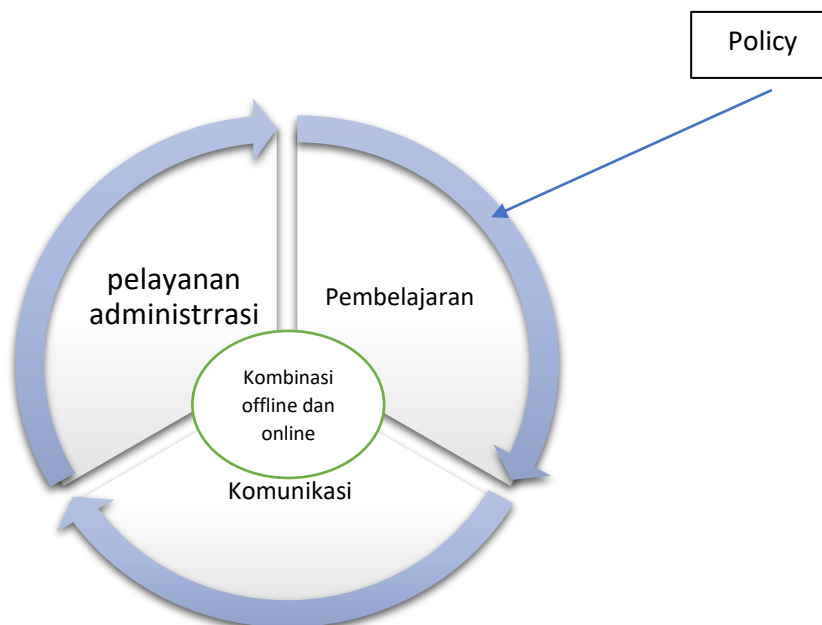 Policy
pelayanan
administrrasi
Pembelajaran
Kombinasi
offline dan
online
Komunikasi